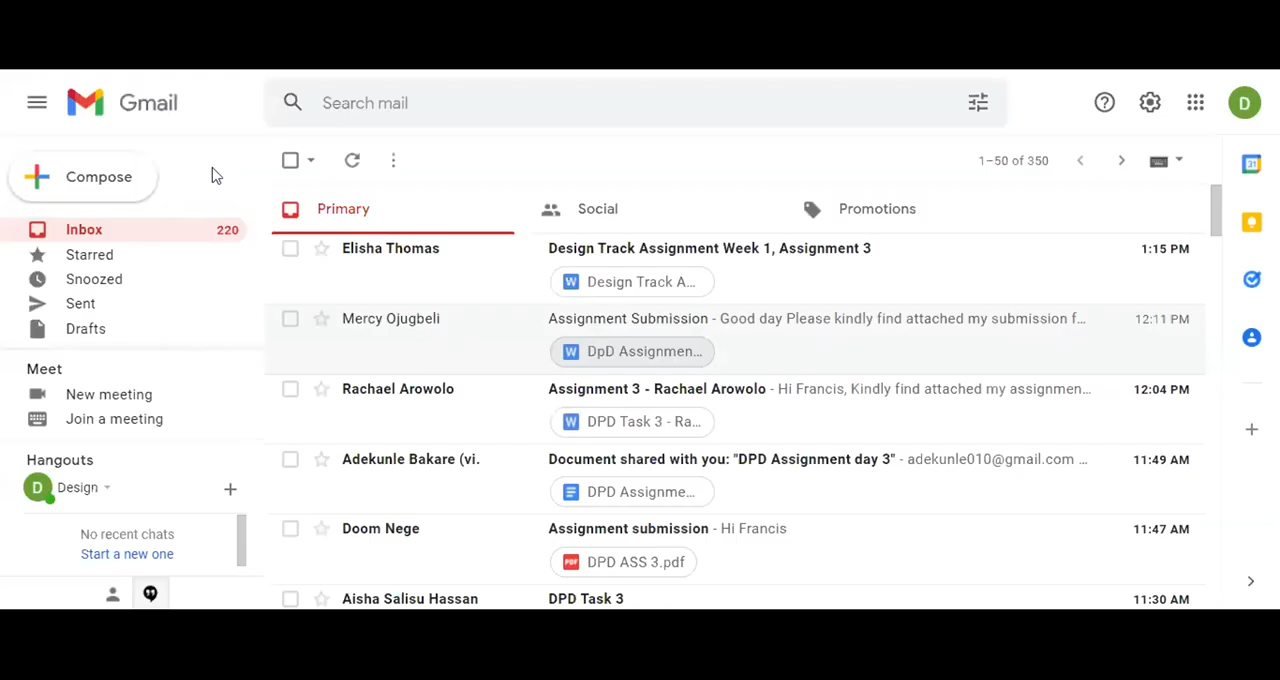 Gmail
Search mail
D
Compose
1–50 of 350
31
Primary
Social
Promotions
Inbox 220
Starred
Snoozed
Sent
Drafts
Elisha Thomas Design Track Assignment Week 1, Assignment 3 1:15 PM
W Design Track A...
Mercy Ojugbeli Assignment Submission - Good day Please kindly find attached my submission f... 12:11 PM
W DpD Assignmen...
Meet
New meeting
Join a meeting
Rachael Arowolo Assignment 3 - Rachael Arowolo - Hi Francis, Kindly find attached my assignmen... 12:04 PM
W DPD Task 3 - Ra...
Hangouts
D Design
No recent chats
Start a new one
Adekunle Bakare (vi. Document shared with you: "DPD Assignment day 3" - adekunle010@gmail.com ... 11:49 AM
DPD Assignme...
Doom Nege Assignment submission - Hi Francis 11:47 AM
PDF DPD ASS 3.pdf
Aisha Salisu Hassan DPD Task 3 11:30 AM